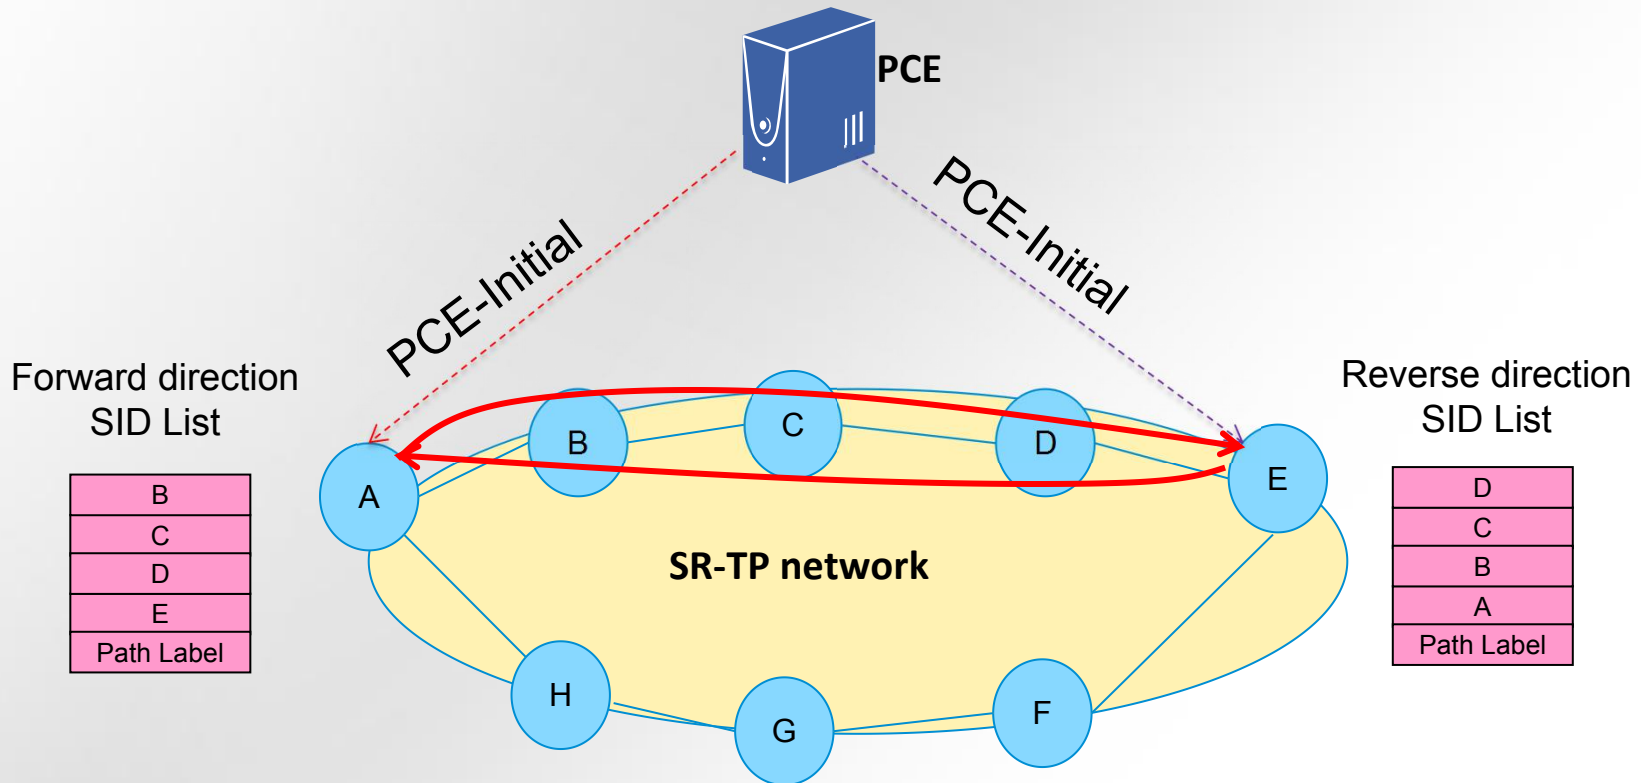 PCE
PCE-Initial
PCE-Initial
Forward direction
SID List
B
C
D
E
Path Label
A
B
C
D
E
SR-TP network
H
G
F
Reverse direction
SID List
D
C
B
A
Path Label